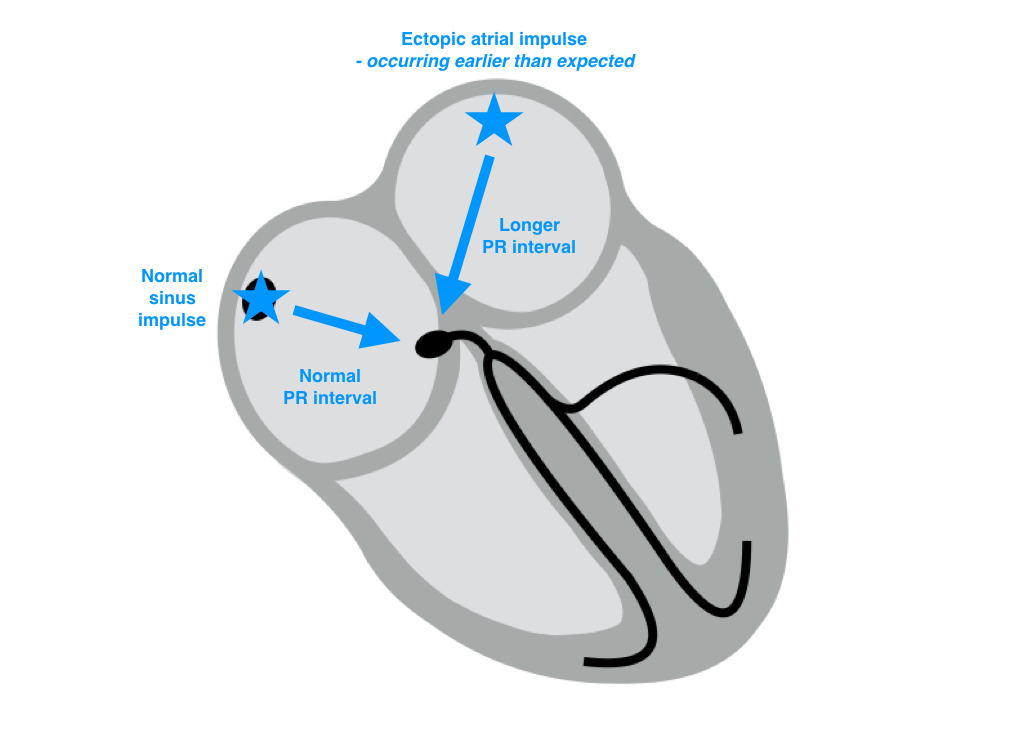 Ectopic atrial impulse
- occurring earlier than expected
Longer
PR interval
Normal
sinus
impulse
Normal
PR interval